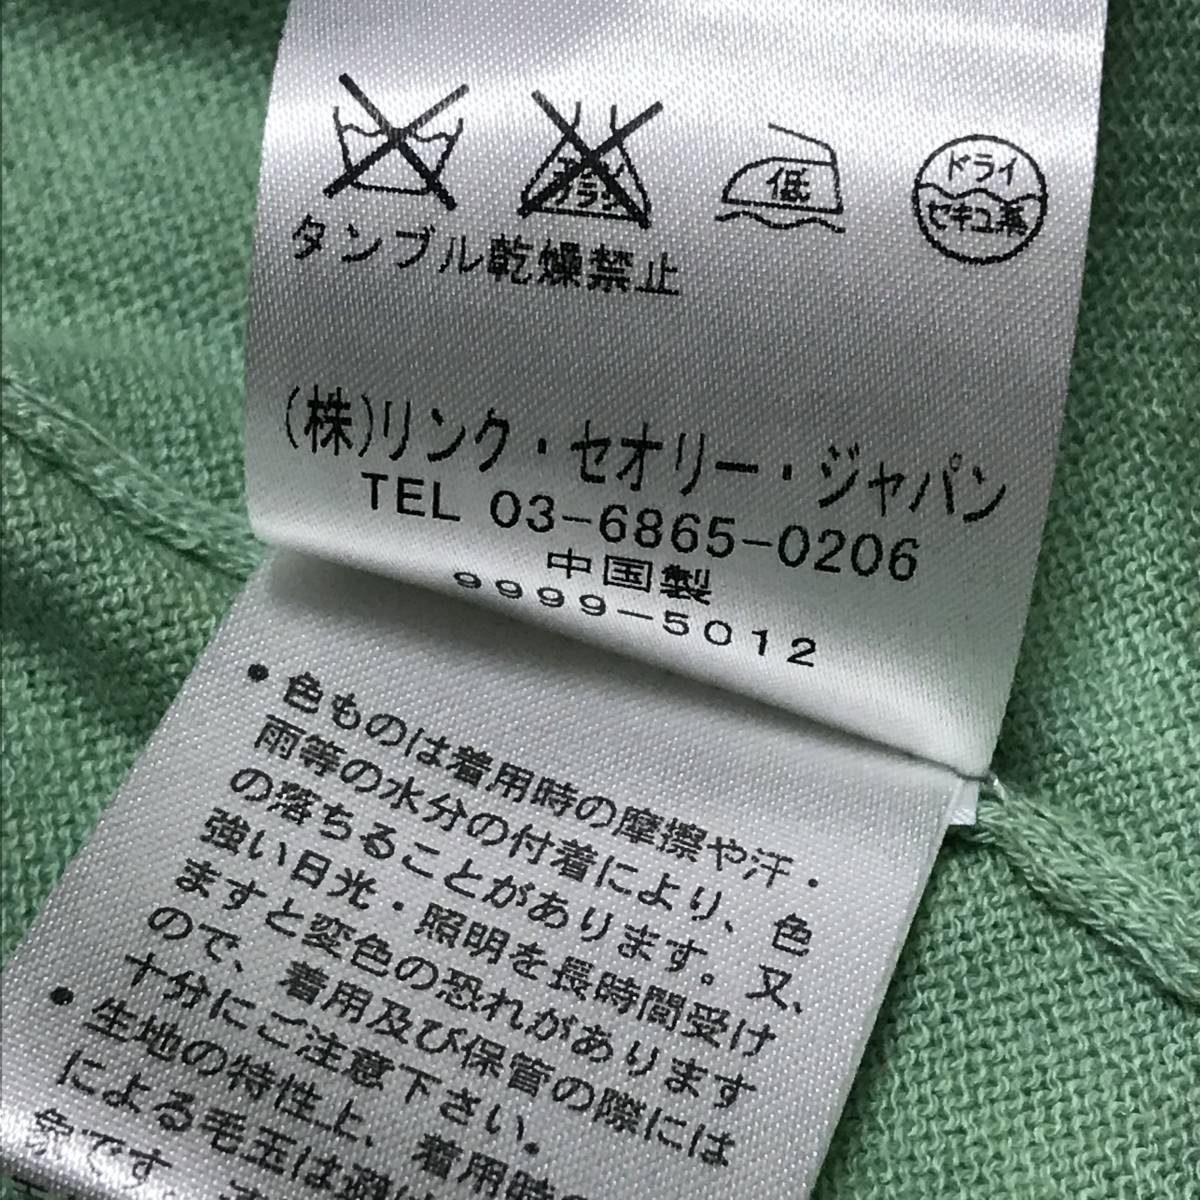 低
ドライ
セキユ系
タンブル乾燥禁止
(株)リンク・セオリー・ジャパン
TEL 03-6865-0206
中国製
9999-5012
• 色ものは着用時の摩擦や汗・
雨等の水分の付着により、色
の落ちることがあります。又、
強い日光・照明を長時間受け
ますと変色の恐れがあります
ので、着用及び保管の際には
十分にご注意下さい。
• 生地の特性上、着用時
による毛玉は避け
象です。